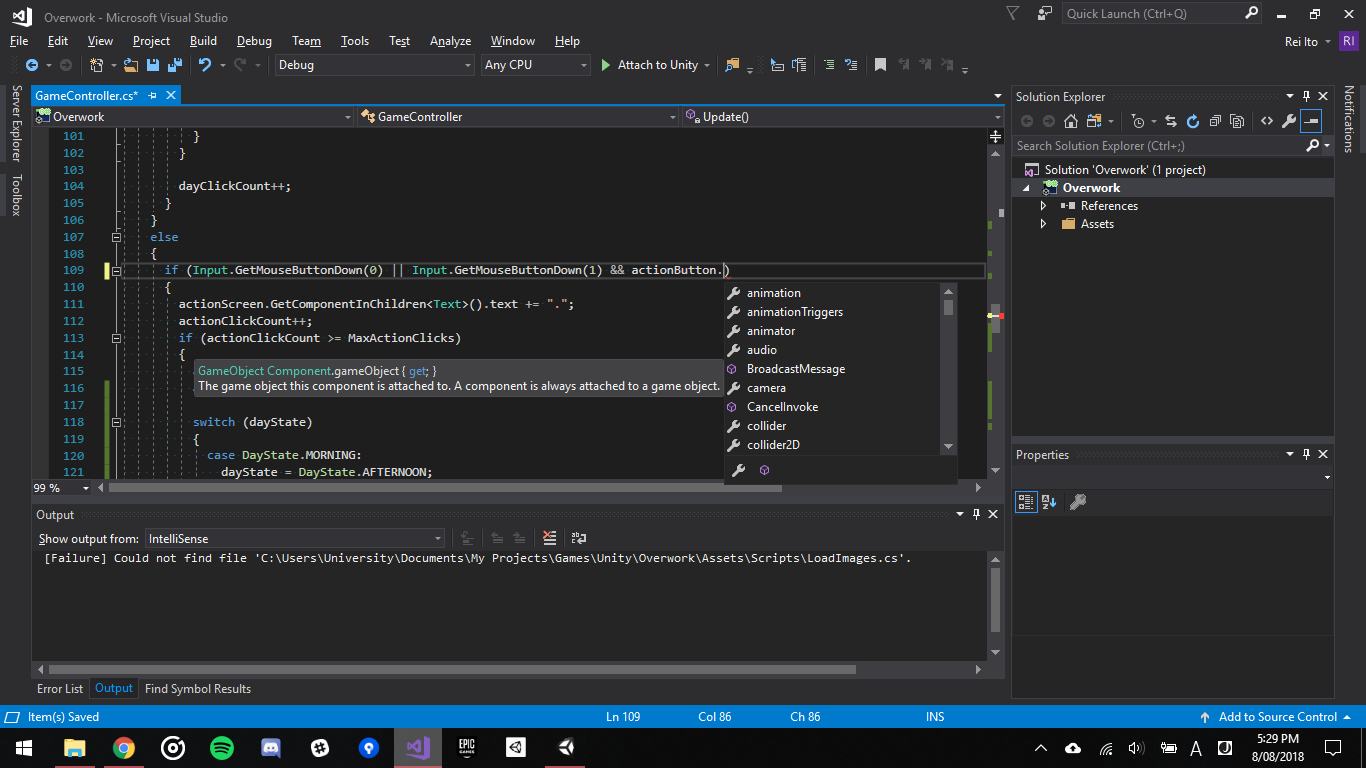 Overwork - Microsoft Visual Studio
Quick Launch (Ctrl+Q)
File Edit View Project Build Debug Team Tools Test Analyze Window Help
Rei Ito RI
Debug Any CPU Attach to Unity
Server Explorer
Toolbox
GameController.cs*
Overwork GameController Update()
101 }
102 }
103
104 dayClickCount++;
105 }
106 }
107 else
108 {
109 if (Input.GetMouseButtonDown(0) || Input.GetMouseButtonDown(1) && actionButton.)
110 {
111 actionScreen.GetComponentInChildren<Text>().text += ".";
112 actionClickCount++;
113 if (actionClickCount >= MaxActionClicks)
114 {
115
116
117
118 switch (dayState)
119 {
120 case DayState.MORNING:
121 dayState = DayState.AFTERNOON;
GameObject Component.gameObject { get; }
The game object this component is attached to. A component is always attached to a game object.
animation
animationTriggers
animator
audio
BroadcastMessage
camera
CancelInvoke
collider
collider2D
99 %
Output
Show output from: IntelliSense
[Failure] Could not find file 'C:\Users\University\Documents\My Projects\Games\Unity\Overwork\Assets\Scripts\LoadImages.cs'.
Error List Output Find Symbol Results
Solution Explorer
Search Solution Explorer (Ctrl+;)
Solution 'Overwork' (1 project)
Overwork
References
Assets
Properties
Notifications
Item(s) Saved Ln 109 Col 86 Ch 86 INS Add to Source Control
EPIC
GAMES
A
5:29 PM
8/08/2018